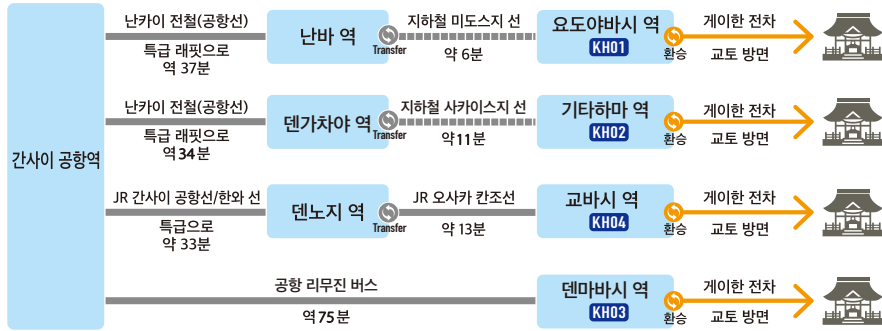 간사이 공항역
난카이 전철(공항선)
특급 래핏으로
역 37분
난바 역
Transfer
지하철 미도스지 선
약 6분
요도야바시 역
KH01
환승
게이한 전차
교토 방면
난카이 전철(공항선)
특급 래핏으로
역34분
덴가차야 역
Transfer
지하철 사카이스지 선
약11분
기타하마 역
KH02
환승
게이한 전차
교토 방면
JR 간사이 공항선/한와 선
특급으로
약 33분
덴노지 역
Transfer
JR 오사카 칸조선
약 13분
교바시 역
KH04
환승
게이한 전차
교토 방면
공항 리무진 버스
역75분
덴마바시 역
KH03
환승
게이한 전차
교토 방면